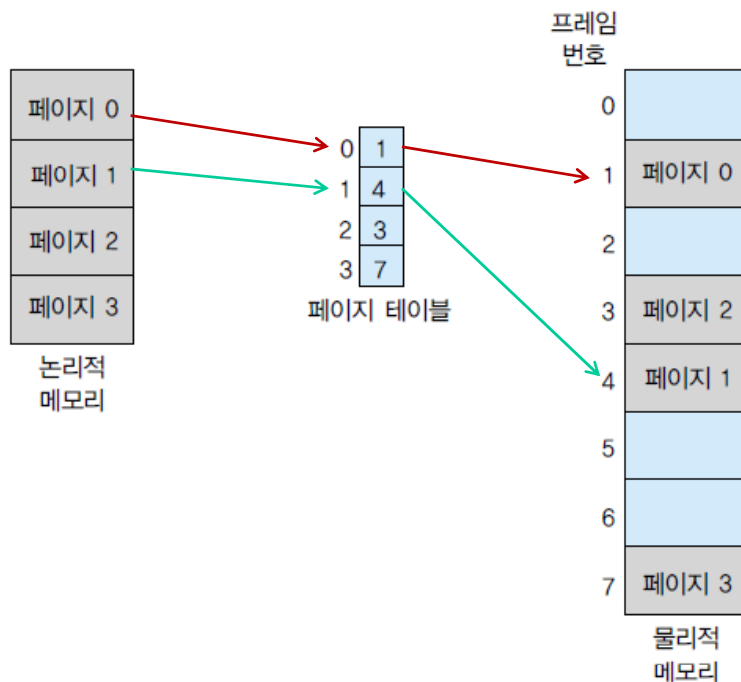 페이지 0
페이지 1
페이지 2
페이지 3
논리적
메모리
0 1
1 4
2 3
3 7
페이지 테이블
프레임
번호
0
1 페이지 0
2
3 페이지 2
4 페이지 1
5
6
7 페이지 3
물리적
메모리